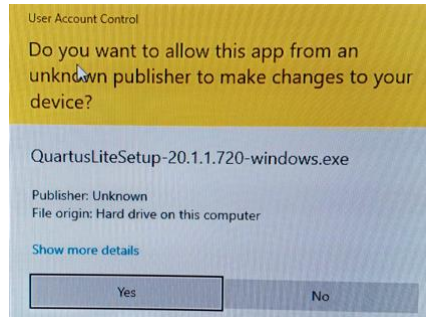 User Account Control
Do you want to allow this app from an
unknown publisher to make changes to your
device?
QuartusLiteSetup-20.1.1.720-windows.exe
Publisher: Unknown
File origin: Hard drive on this computer
Show more details
Yes
No